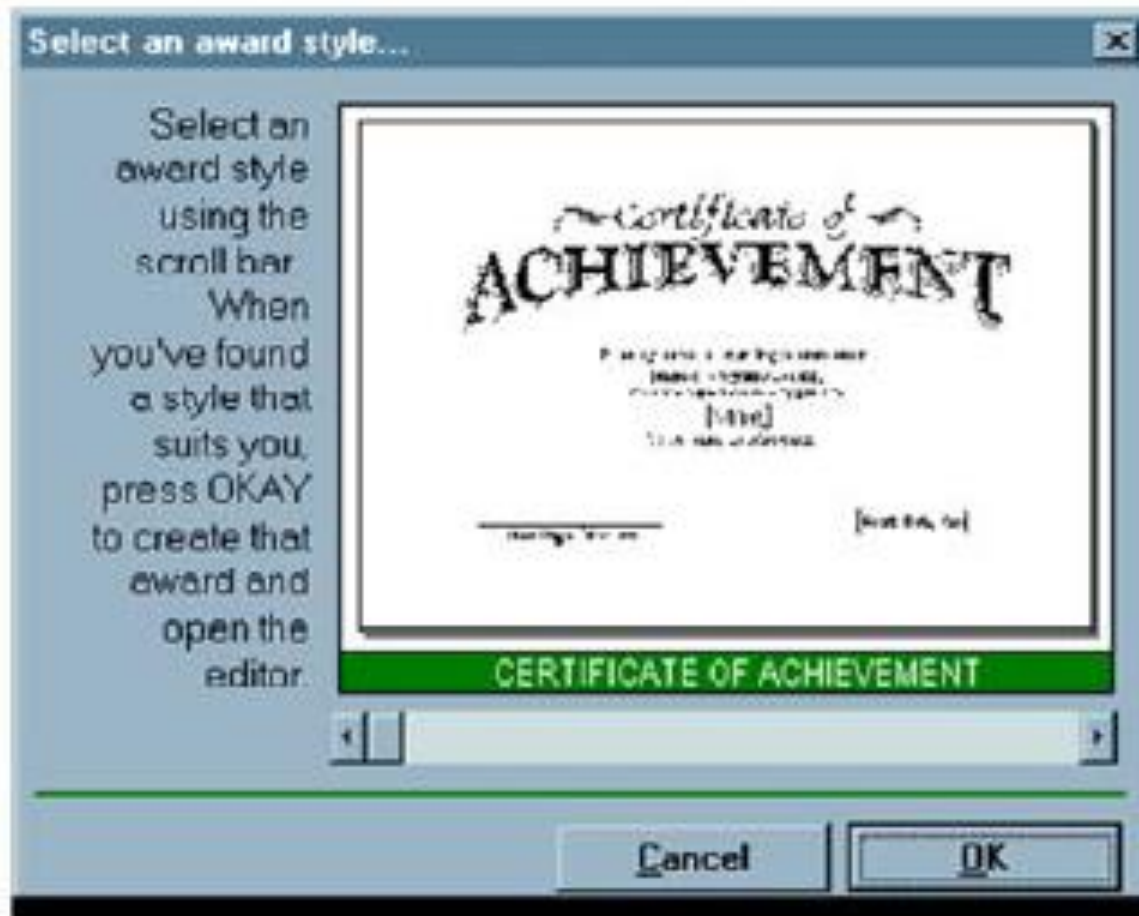 Select an award style...
Select an
award style
using the
scroll bar.
When
you've found
a style that
suits you,
press OKAY
to create that
award and
open the
editor.
Certificate of
ACHIEVEMENT
CERTIFICATE OF ACHIEVEMENT
Cancel
OK